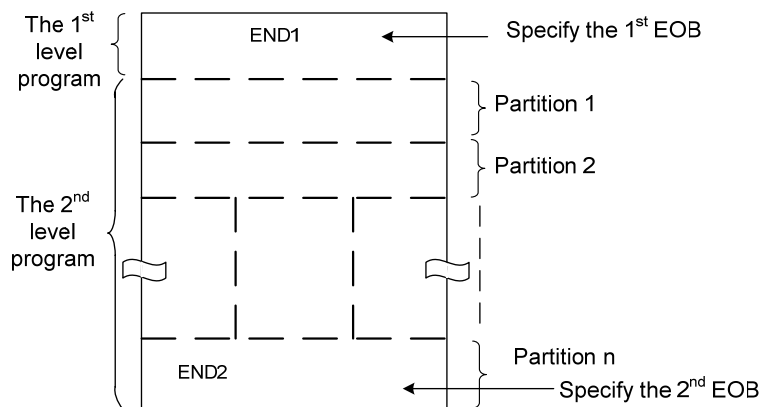 The 1st
level
program
END1
Specify the 1st EOB
Partition 1
Partition 2
The 2nd
level
program
Partition n
END2
Specify the 2nd EOB